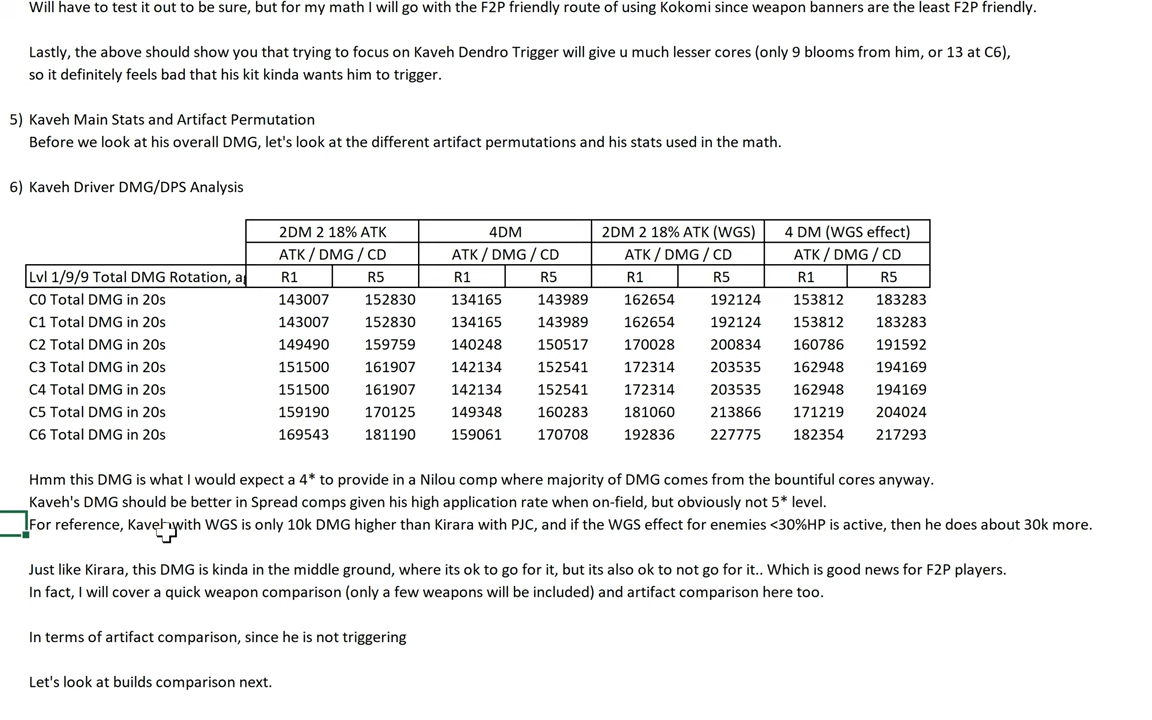 Will have to test it out to be sure, but for my math I will go with the F2P friendly route of using Kokomi since weapon banners are the least F2P friendly.
Lastly, the above should show you that trying to focus on Kaveh Dendro Trigger will give u much lesser cores (only 9 blooms from him, or 13 at C6),
so it definitely feels bad that his kit kinda wants him to trigger.
5) Kaveh Main Stats and Artifact Permutation
Before we look at his overall DMG, let's look at the different artifact permutations and his stats used in the math.
6) Kaveh Driver DMG/DPS Analysis
2DM 2 18% ATK 4DM 2DM 2 18% ATK (WGS) 4 DM (WGS effect)
ATK / DMG / CD ATK / DMG / CD ATK / DMG / CD ATK / DMG / CD
Lvl 1/9/9 Total DMG Rotation, R1 R5 R1 R5 R1 R5 R1 R5
C0 Total DMG in 20s 143007 152830 134165 143989 162654 192124 153812 183283
C1 Total DMG in 20s 143007 152830 134165 143989 162654 192124 153812 183283
C2 Total DMG in 20s 149490 159759 140248 150517 170028 200834 160786 191592
C3 Total DMG in 20s 151500 161907 142134 152541 172314 203535 162948 194169
C4 Total DMG in 20s 151500 161907 142134 152541 172314 203535 162948 194169
C5 Total DMG in 20s 159190 170125 149348 160283 181060 213866 171219 204024
C6 Total DMG in 20s 169543 181190 159061 170708 192836 227775 182354 217293
Hmm this DMG is what I would expect a 4* to provide in a Nilou comp where majority of DMG comes from the bountiful cores anyway.
Kaveh's DMG should be better in Spread comps given his high application rate when on-field, but obviously not 5* level.
For reference, Kaveh with WGS is only 10k DMG higher than Kirara with PJC, and if the WGS effect for enemies <30%HP is active, then he does about 30k more.
Just like Kirara, this DMG is kinda in the middle ground, where its ok to go for it, but its also ok to not go for it.. Which is good news for F2P players.
In fact, I will cover a quick weapon comparison (only a few weapons will be included) and artifact comparison here too.
In terms of artifact comparison, since he is not triggering
Let's look at builds comparison next.